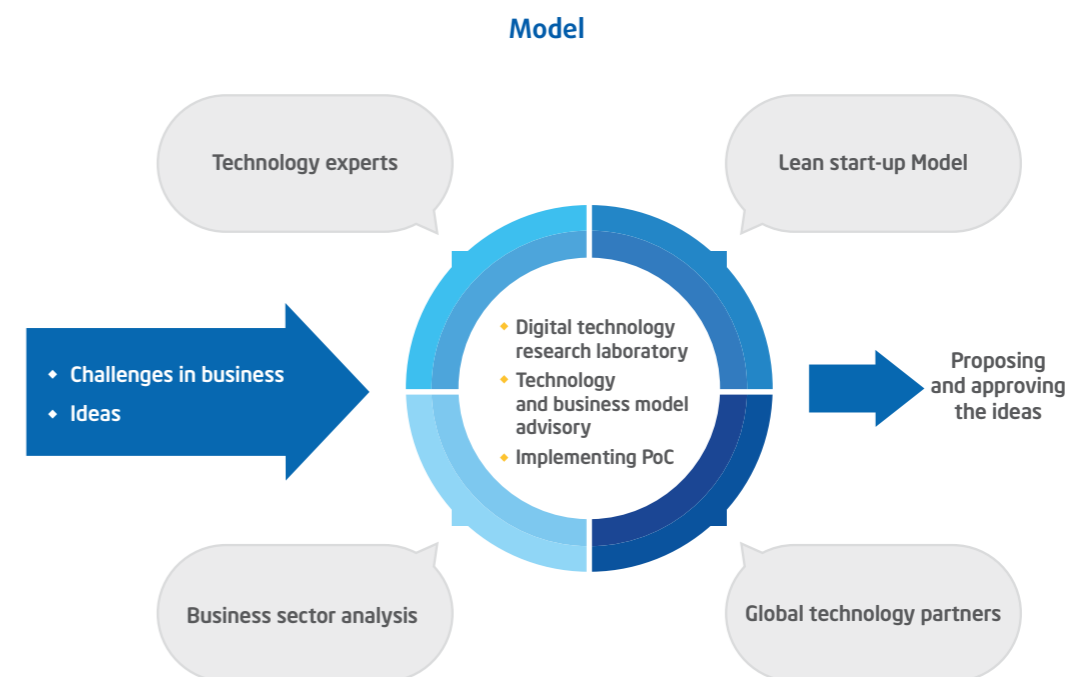 Model
Technology experts
Lean start-up Model
Challenges in business
Ideas
Digital technology
research laboratory
Technology
and business model
advisory
Implementing PoC
Proposing
and approving
the ideas
Business sector analysis
Global technology partners